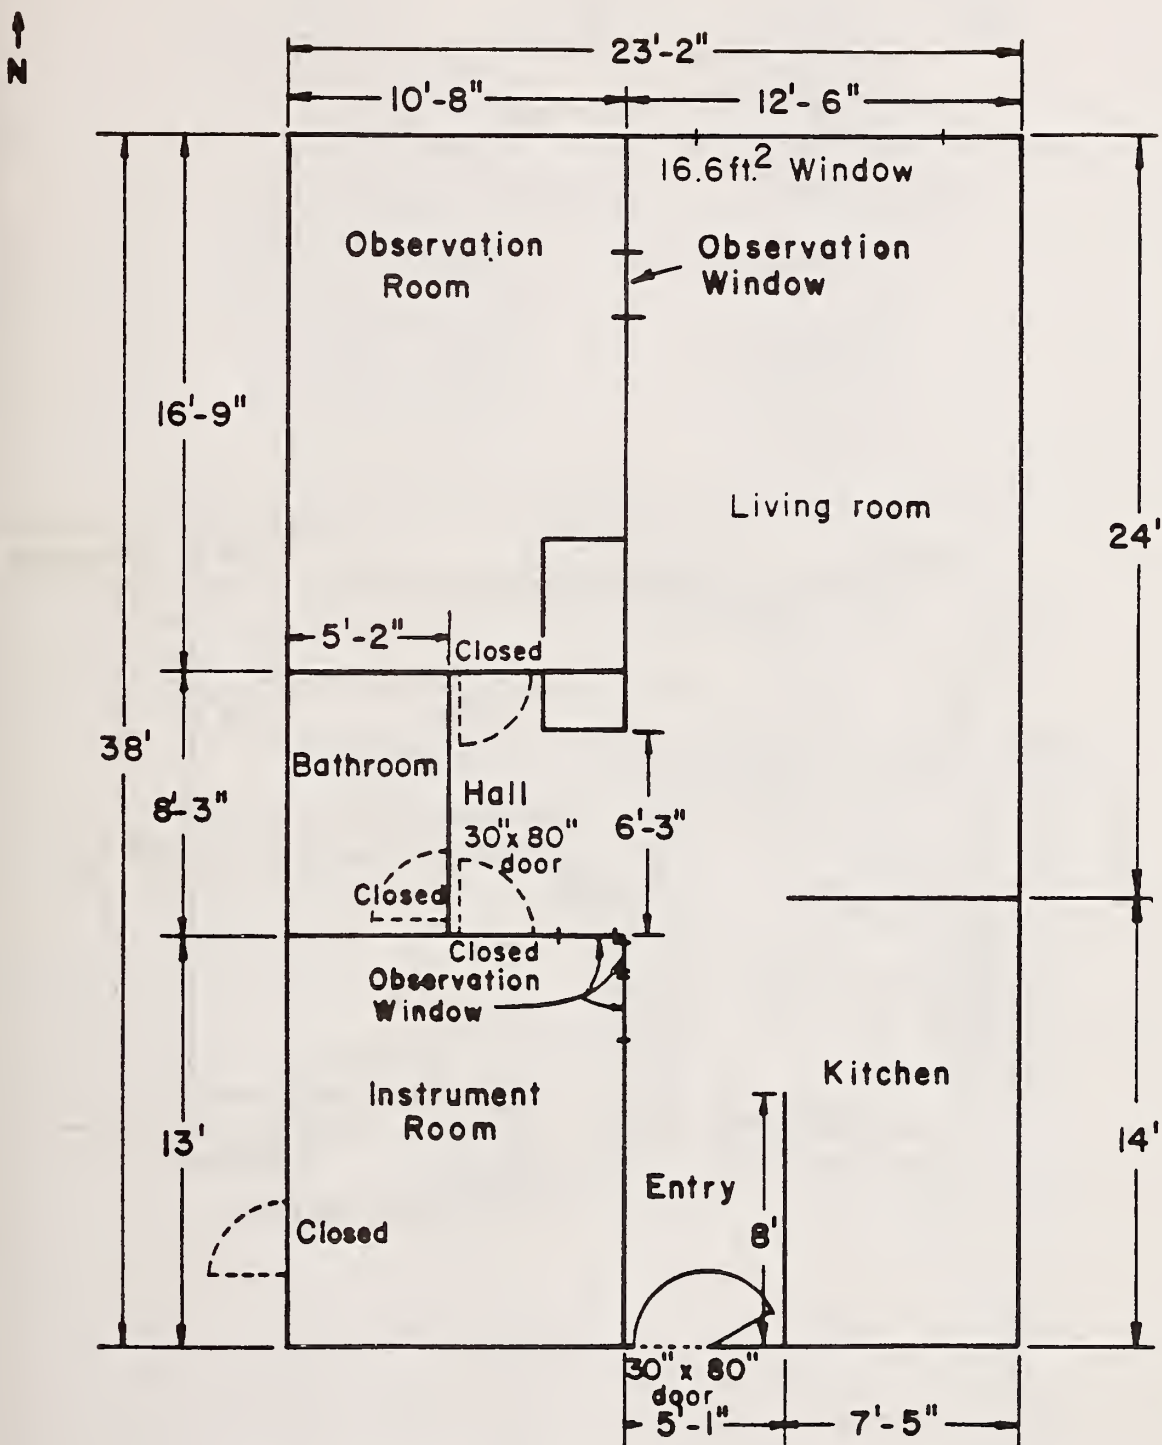 N
23'-2"
10'-8"
12'-6"
16.6ft.² Window
Observation
Room
Observation
Window
16'-9"
Living room
24'
5'-2"
Closed
38'
Bathroom
8'-3"
Hall
30"x 80"
door
6'-3"
Closed
Closed
Observation
Window
Kitchen
Instrument
Room
13'
14'
Entry
8'
Closed
30" x 80"
door
5'-1"
7'-5"